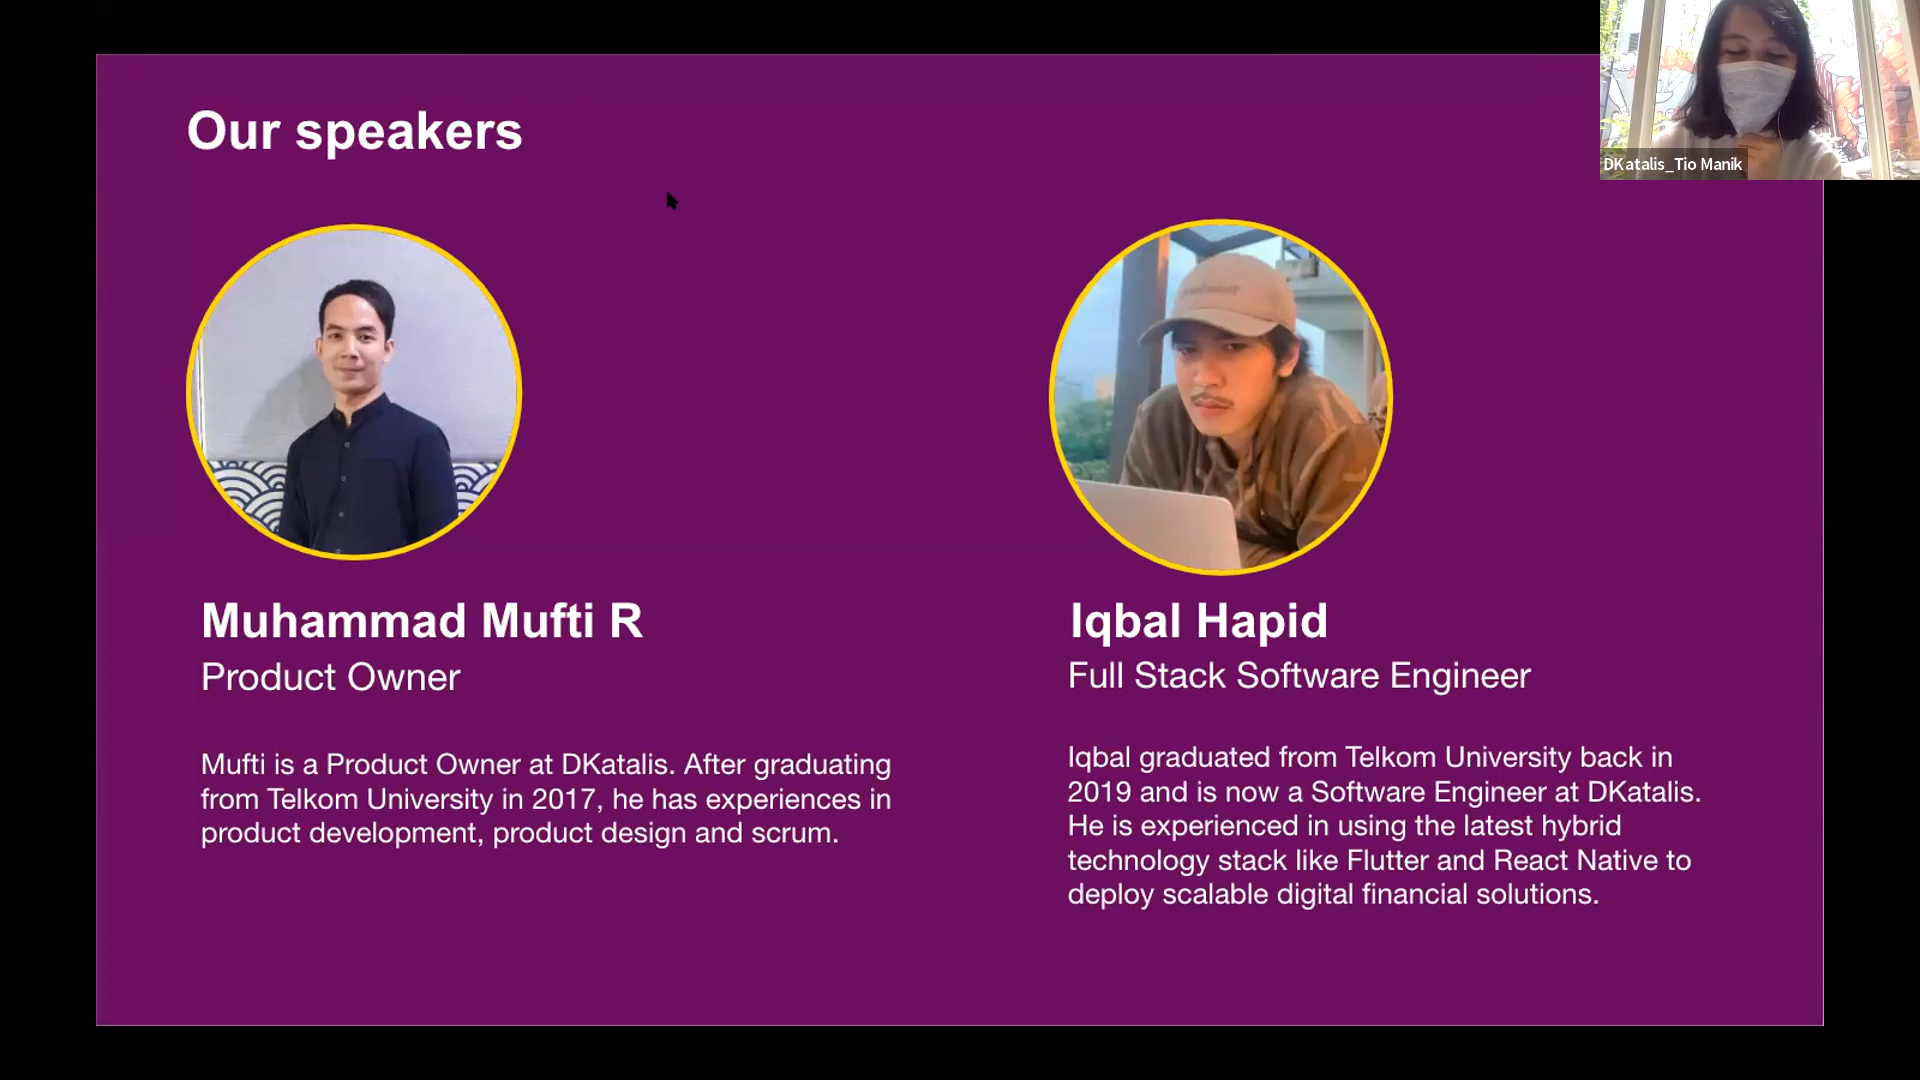 Our speakers
DKatalis_Tio Manik
Muhammad Mufti R
Product Owner
Mufti is a Product Owner at DKatalis. After graduating
from Telkom University in 2017, he has experiences in
product development, product design and scrum.
Iqbal Hapid
Full Stack Software Engineer
Iqbal graduated from Telkom University back in
2019 and is now a Software Engineer at DKatalis.
He is experienced in using the latest hybrid
technology stack like Flutter and React Native to
deploy scalable digital financial solutions.